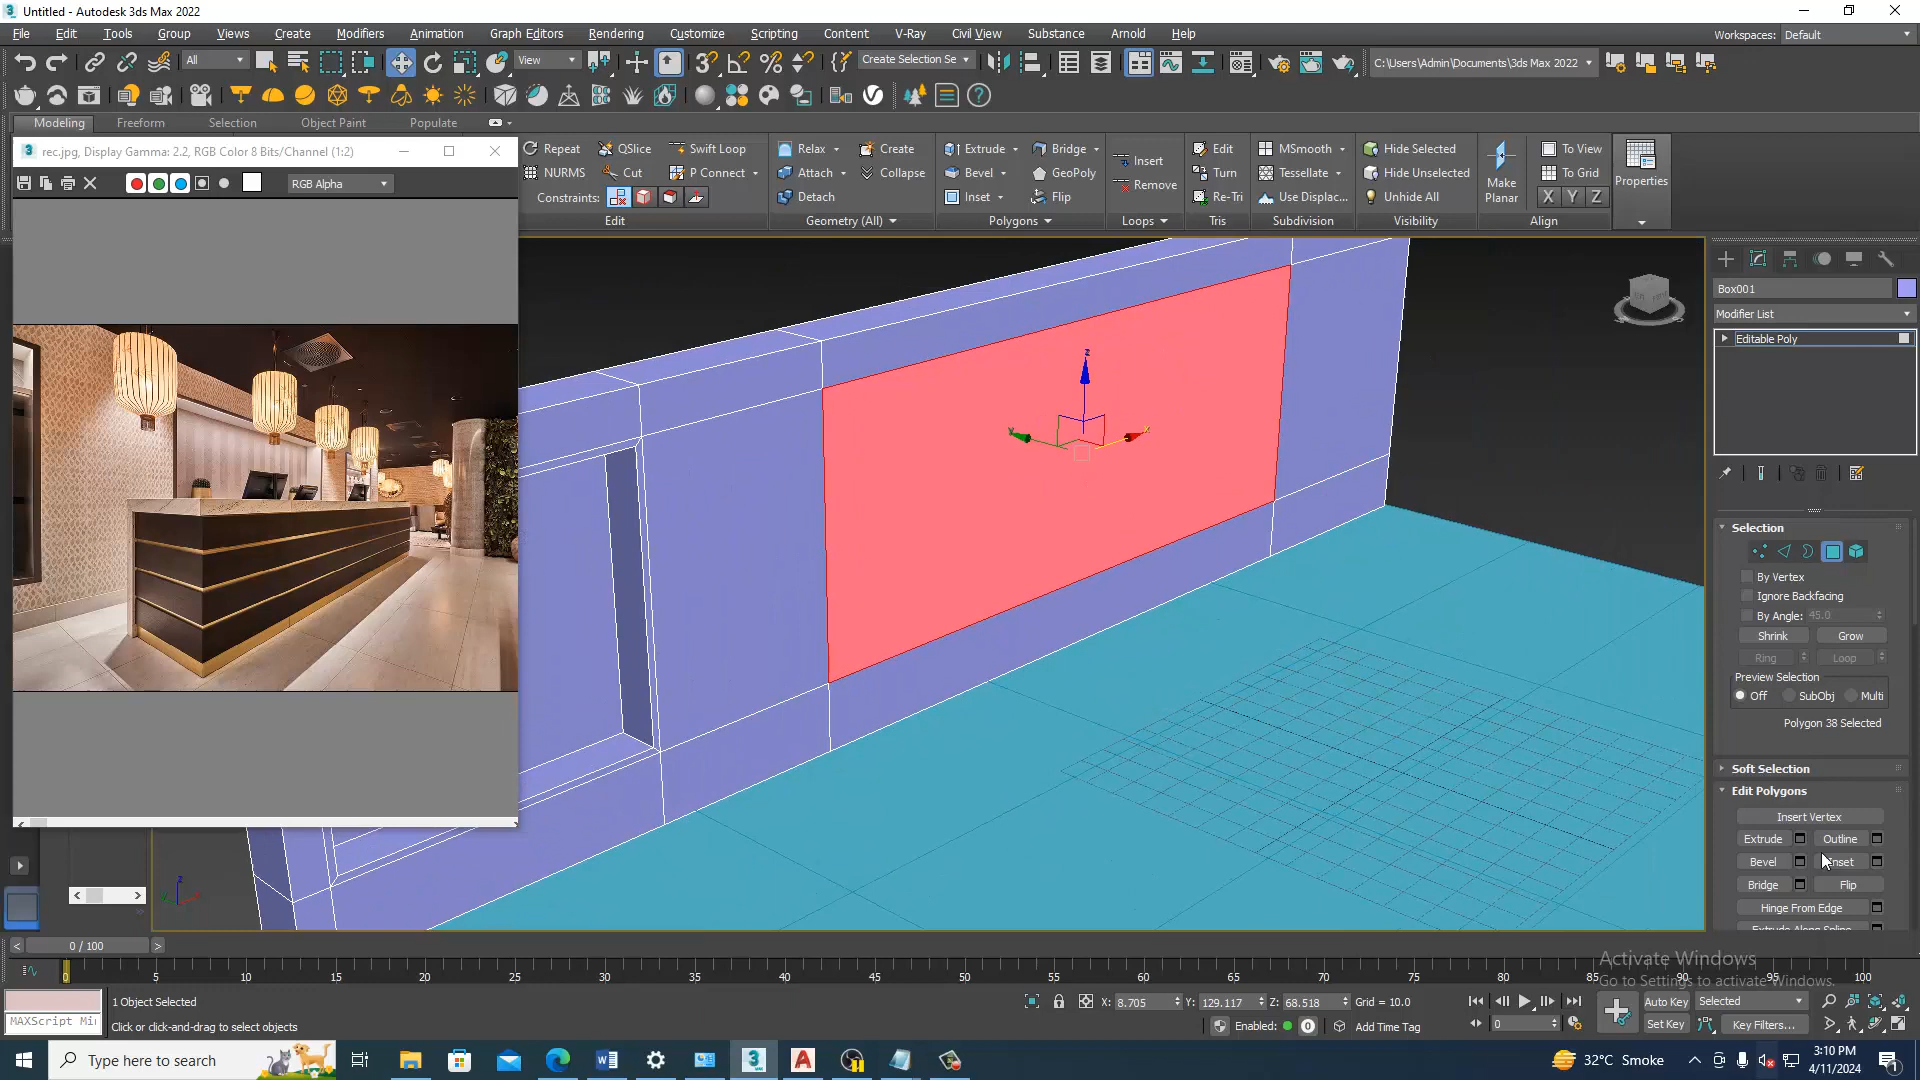 Untitled - Autodesk 3ds Max 2022
File Edit Tools Group Views Create Modifiers Animation Graph Editors Rendering Customize Scripting Content V-Ray Civil View Substance Arnold Help
Workspaces: Default
All View Create Selection Se C:\Users\Admin\Documents\3ds Max 2022
Modeling Freeform Selection Object Paint Populate
rec.jpg, Display Gamma: 2.2, RGB Color 8 Bits/Channel (1:2)
RGB Alpha
Repeat QSlice Swift Loop
NURMS Cut P Connect
Constraints:
Edit
Relax Create
Attach Collapse
Detach
Geometry (All)
Extrude Bridge
Bevel GeoPoly
Inset Flip
Polygons
Insert
Remove
Loops
Edit
Turn
Re-Tri
Tris
MSmooth
Tessellate
Use Displac...
Subdivision
Hide Selected
Hide Unselected
Unhide All
Visibility
Make Planar
To View
To Grid
X Y Z
Align
Properties
Box001
Modifier List
Editable Poly
Selection
By Vertex
Ignore Backfacing
By Angle: 45.0
Shrink Grow
Ring Loop
Preview Selection
Off SubObj Multi
Polygon 38 Selected
Soft Selection
Edit Polygons
Insert Vertex
Extrude Outline
Bevel Inset
Bridge Flip
Hinge From Edge
Extrude Along Spline
z
y
x
Activate Windows
Go to Settings to activate Windows.
0 / 100
0 5 10 15 20 25 30 35 40 45 50 55 60 65 70 75 80 85 90 95 100
1 Object Selected
X: 8.705 Y: 129.117 Z: 68.518 Grid = 10.0
Auto Key Selected
MAXScript Mi
Click or click-and-drag to select objects
Enabled: 0 Add Time Tag
0
Set Key Key Filters...
Type here to search
32°C Smoke
3:10 PM
4/11/2024
1